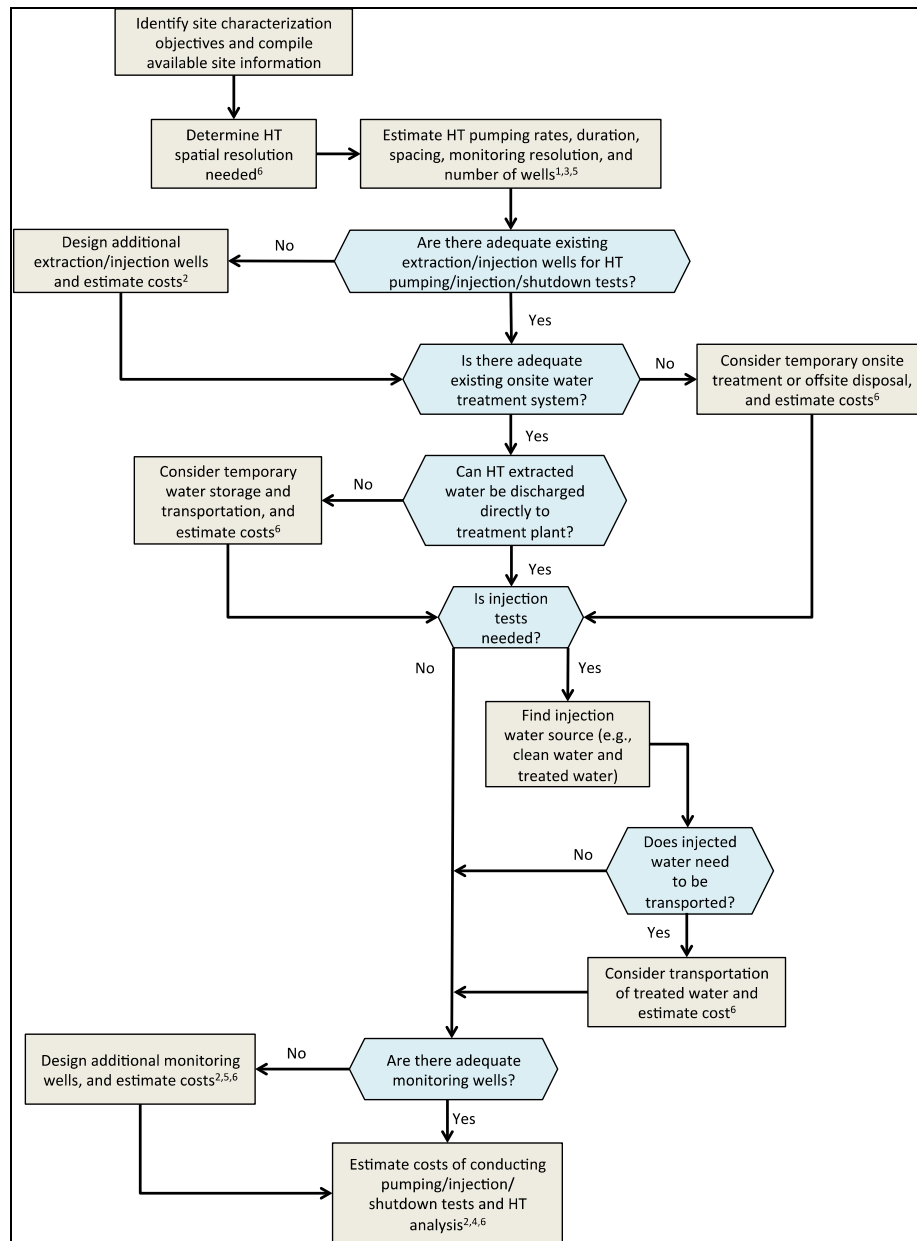 Identify site characterization
objectives and compile
available site information
Determine HT
spatial resolution
needed⁶
Estimate HT pumping rates, duration,
spacing, monitoring resolution, and
number of wells¹,³,⁵
Design additional
extraction/injection wells
and estimate costs²
No
Are there adequate existing
extraction/injection wells for HT
pumping/injection/shutdown tests?
Yes
Is there adequate
existing onsite water
treatment system?
No
Consider temporary onsite
treatment or offsite disposal,
and estimate costs⁶
Yes
Consider temporary
water storage and
transportation, and
estimate costs⁶
No
Can HT extracted
water be discharged
directly to
treatment plant?
Yes
Is injection
tests
needed?
No
Yes
Find injection
water source (e.g.,
clean water and
treated water)
No
Does injected
water need
to be
transported?
Yes
Consider transportation
of treated water and
estimate cost⁶
Design additional monitoring
wells, and estimate costs²,⁵,⁶
No
Are there adequate
monitoring wells?
Yes
Estimate costs of conducting
pumping/injection/
shutdown tests and HT
analysis²,⁴,⁶